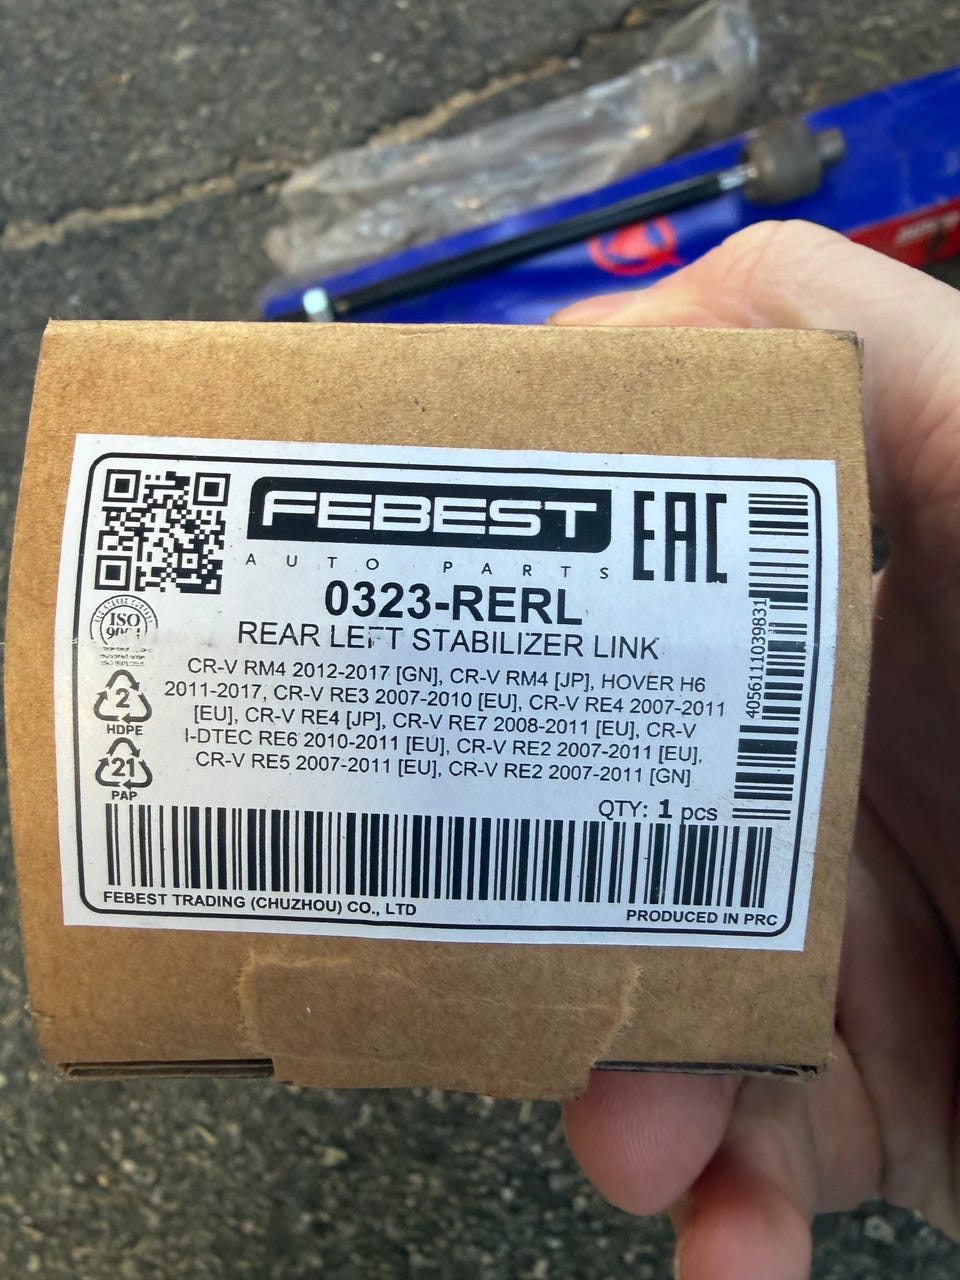 FEBEST
AUTO PARTS
EAC
0323-RERL
REAR LEFT STABILIZER LINK
CR-V RM4 2012-2017 [GN], CR-V RM4 [JP], HOVER H6
2011-2017, CR-V RE3 2007-2010 [EU], CR-V RE4 2007-2011
[EU], CR-V RE4 [JP], CR-V RE7 2008-2011 [EU], CR-V
I-DTEC RE6 2010-2011 [EU], CR-V RE2 2007-2011 [EU],
CR-V RE5 2007-2011 [EU], CR-V RE2 2007-2011 [GN]
QTY: 1 pcs
ISO
9001
2
HDPE
21
PAP
4056111039831
FEBEST TRADING (CHUZHOU) CO., LTD
PRODUCED IN PRC